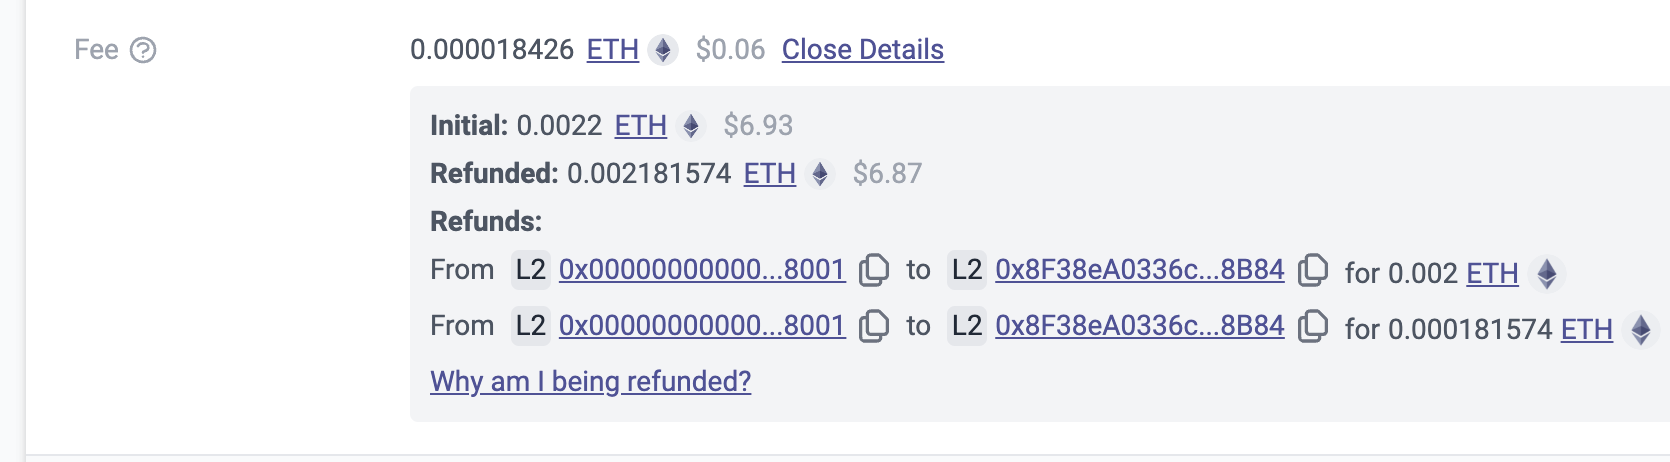 Fee 0.000018426 ETH $0.06 Close Details
Initial: 0.0022 ETH $6.93
Refunded: 0.002181574 ETH $6.87
Refunds:
From L2 0x00000000000...8001 to L2 0x8F38eA0336c...8B84 for 0.002 ETH
From L2 0x00000000000...8001 to L2 0x8F38eA0336c...8B84 for 0.000181574 ETH
Why am I being refunded?